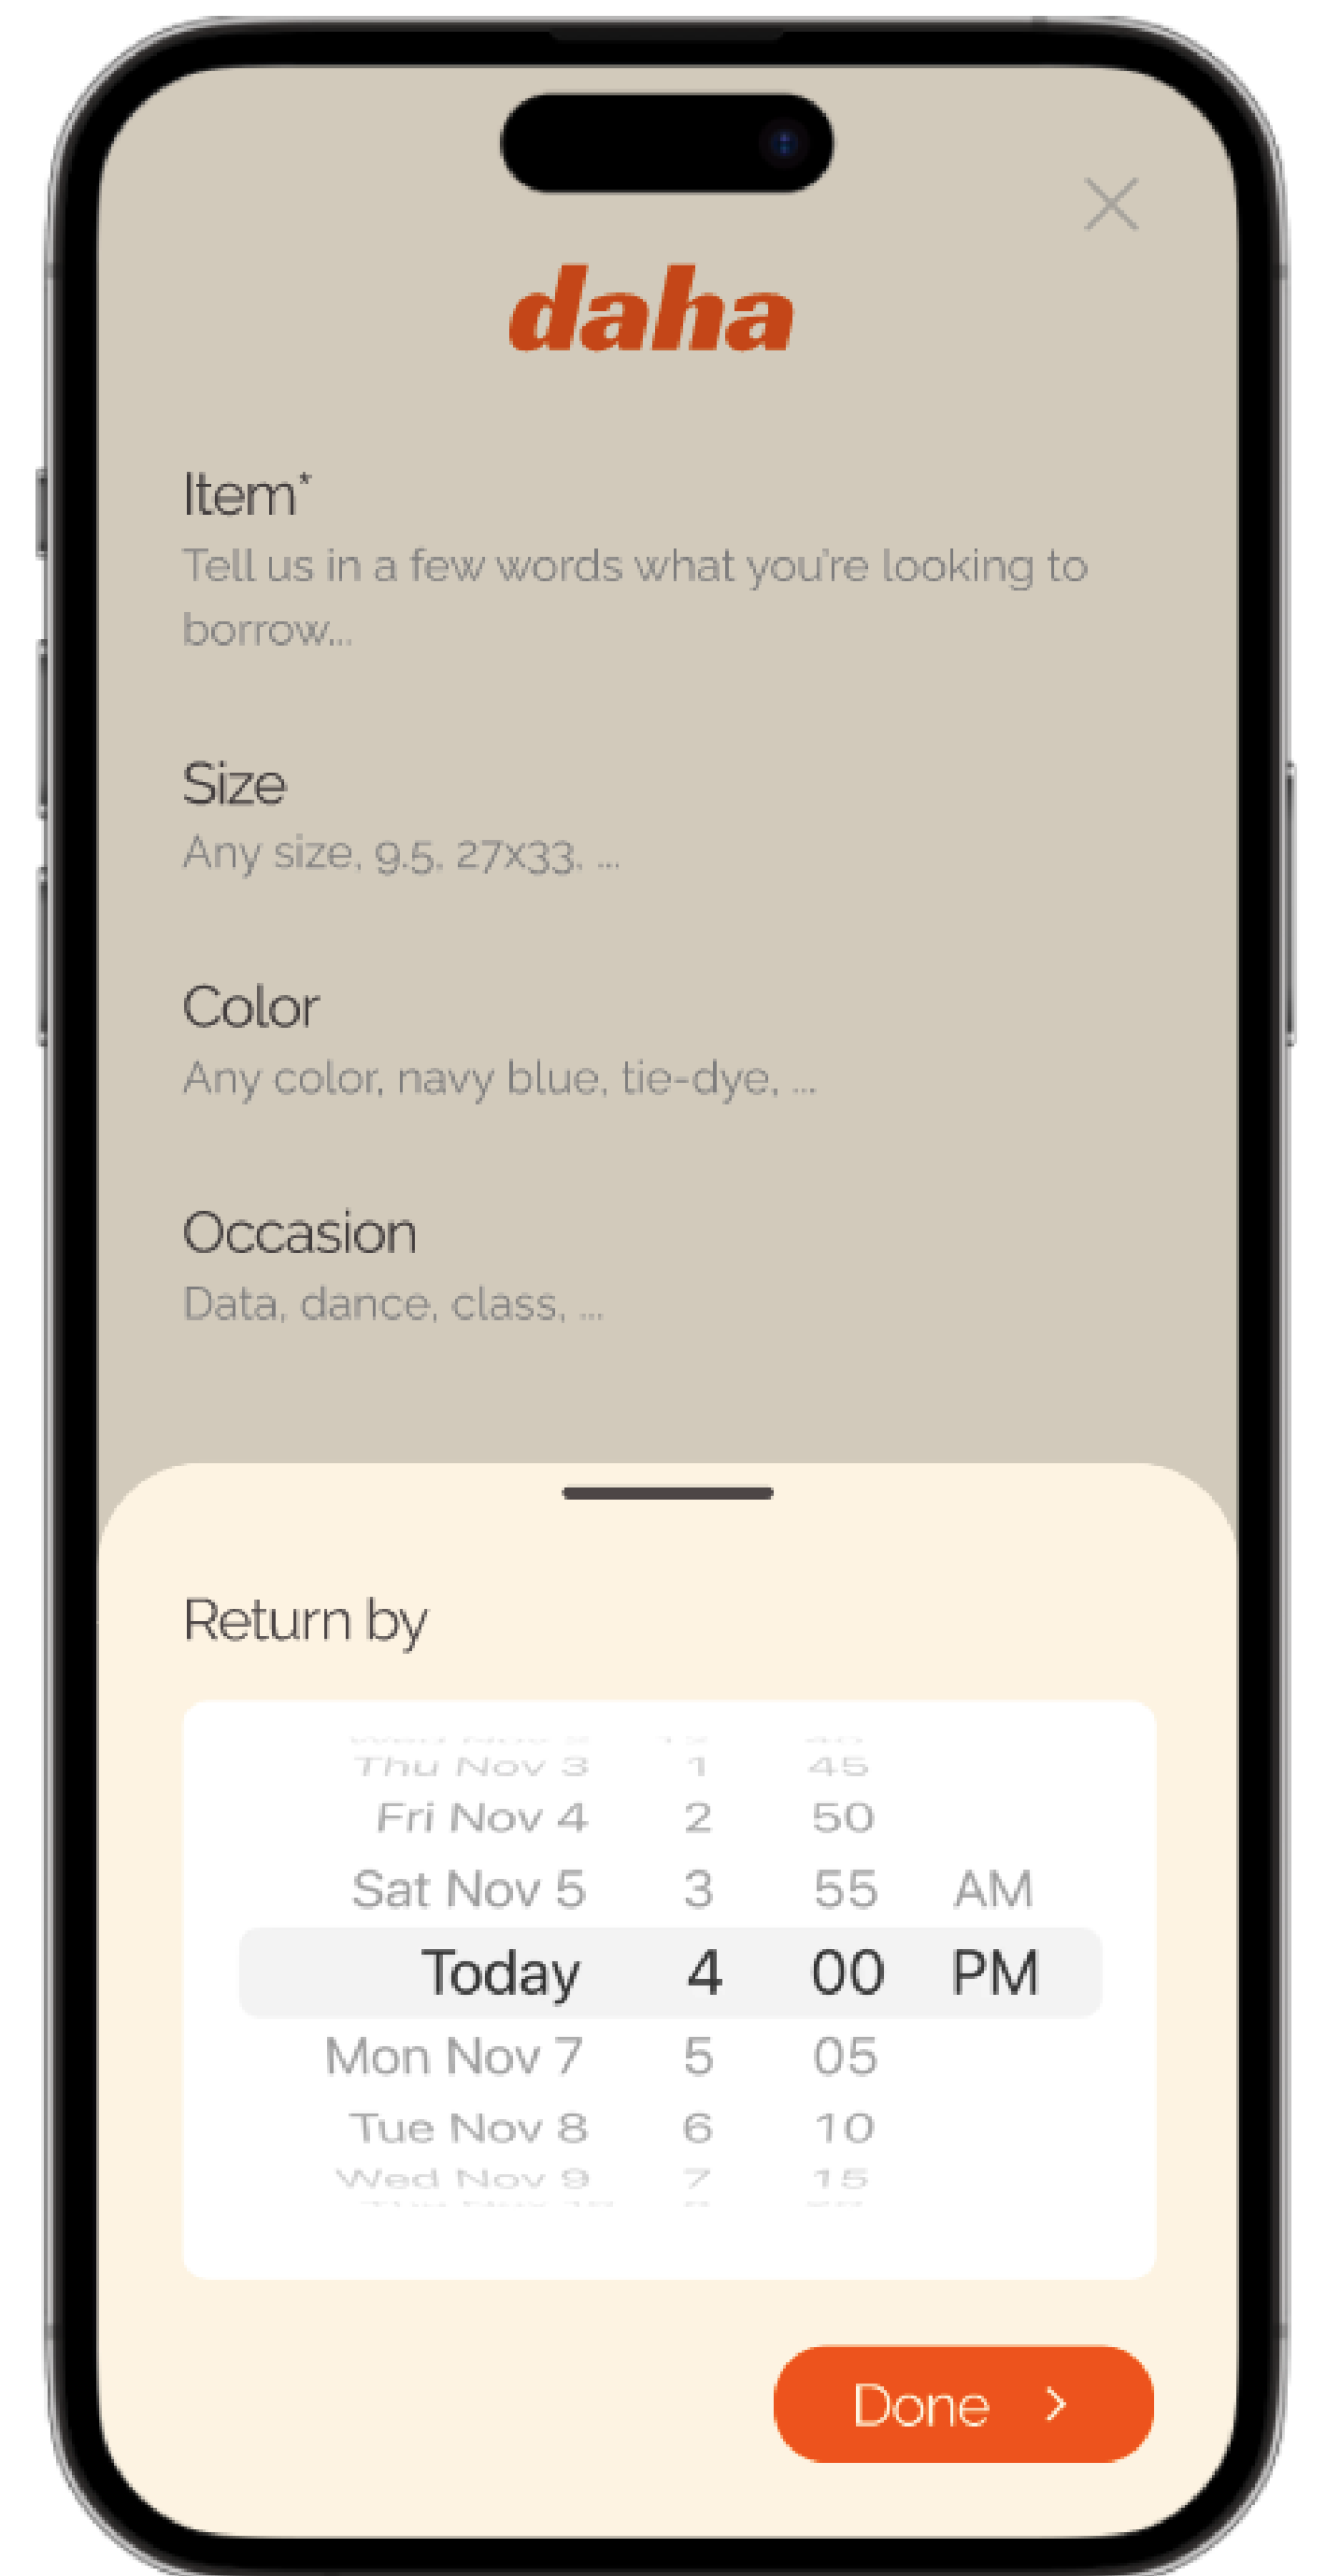 daha
Item*
Tell us in a few words what you're looking to
borrow...
Size
Any size, 9.5, 27x33, ...
Color
Any color, navy blue, tie-dye, ...
Occasion
Data, dance, class, ...
Return by
Thu Nov 3 1 45
Fri Nov 4 2 50
Sat Nov 5 3 55 AM
Today 4 00 PM
Mon Nov 7 5 05
Tue Nov 8 6 10
Wed Nov 9 7 15
Done >